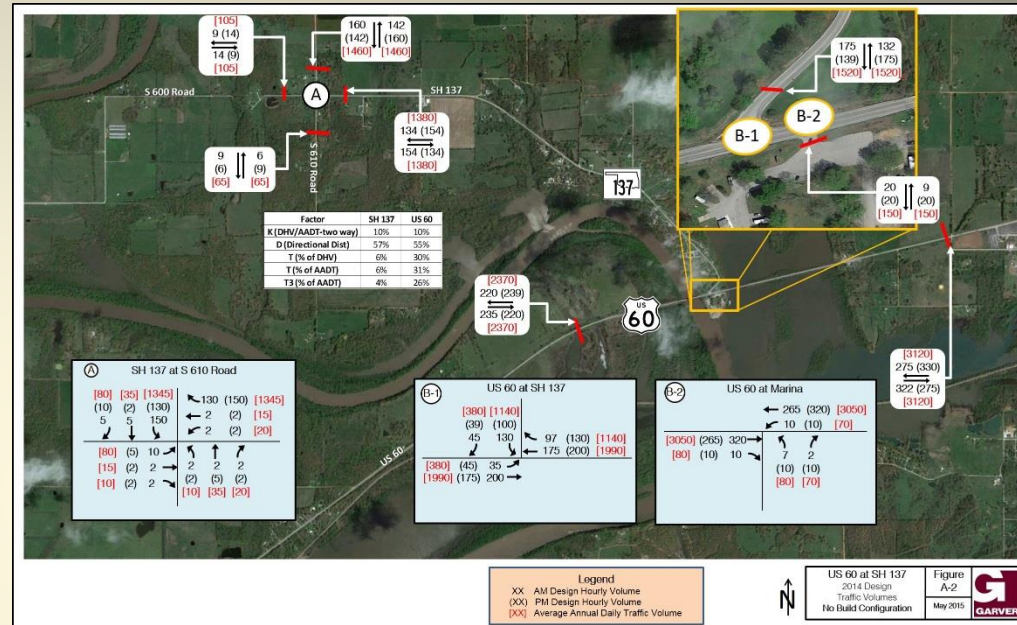 [105]
9 (14)
14 (9)
[105]
160 142
(142) (160)
[1460] [1460]
S 600 Road
A
SH 137
[1380]
134 (154)
154 (134)
[1380]
9 6
(6) (9)
[65] [65]
S 610 Road
137
175 132
(139) (175)
[1520] [1520]
B-1
B-2
20 9
(20) (20)
[150] [150]
Factor SH 137 US 60
K (DHV/AADT-two way) 10% 10%
D (Directional Dist) 57% 55%
T (% of DHV) 6% 30%
T (% of AADT) 6% 31%
T3 (% of AADT) 4% 26%
[2370]
220 (239)
235 (220)
[2370]
US
60
[3120]
275 (330)
322 (275)
[3120]
US 60
A SH 137 at S 610 Road
[80] [35] [1345]
(10) (2) (130)
5 5 150
130 (150) [1345]
2 (2) [15]
2 (2) [20]
[80] (5) 10
[15] (2) 2
[10] (2) 2
2 2 2
(2) (5) (2)
[10] [35] [20]
B-1 US 60 at SH 137
[380] [1140]
(39) (100)
45 130
97 (130) [1140]
175 (200) [1990]
[380] (45) 35
[1990] (175) 200
B-2 US 60 at Marina
265 (320) [3050]
10 (10) [70]
[3050] (265) 320
[80] (10) 10
7 2
(10) (10)
[80] [70]
Legend
XX AM Design Hourly Volume
(XX) PM Design Hourly Volume
[XX] Average Annual Daily Traffic Volume
N
US 60 at SH 137
2014 Design
Traffic Volumes
No Build Configuration
Figure
A-2
May 2015
GARVER